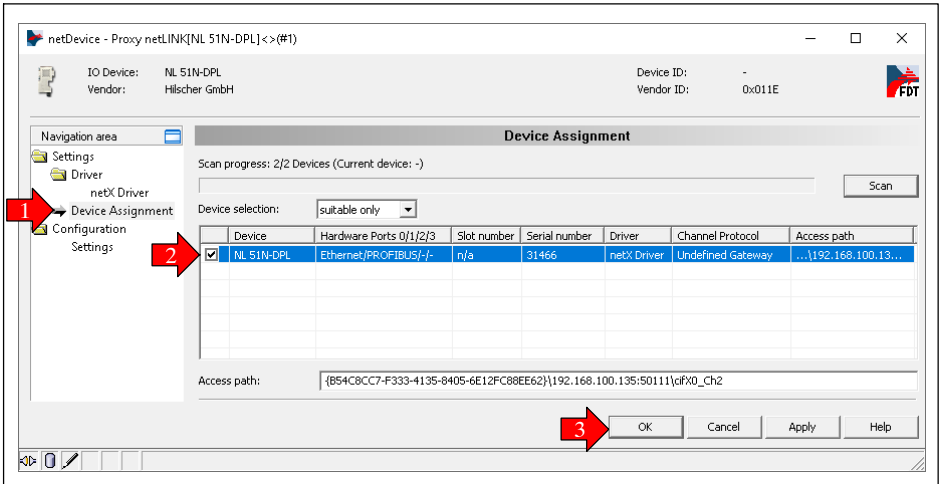 netDevice - Proxy netLINK[NL 51N-DPL]<>(#1)
IO Device: NL 51N-DPL Device ID: -
Vendor: Hilscher GmbH Vendor ID: 0x011E
FDT
Navigation area Device Assignment
Settings
Driver
netX Driver
Device Assignment
Configuration
Settings
1
Scan progress: 2/2 Devices (Current device: -)
Scan
Device selection: suitable only
Device Hardware Ports 0/1/2/3 Slot number Serial number Driver Channel Protocol Access path
2 NL 51N-DPL Ethernet/PROFIBUS/-/- n/a 31466 netX Driver Undefined Gateway ...\192.168.100.13...
Access path: {B54C8CC7-F333-4135-8405-6E12FC88EE62}\192.168.100.135:50111\cifX0_Ch2
3 OK Cancel Apply Help